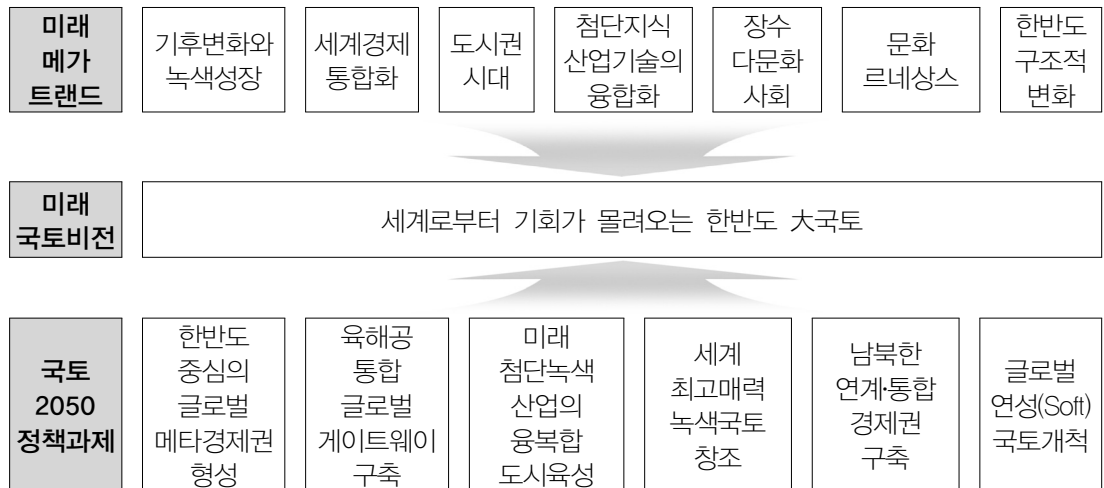 미래
메가
트랜드
기후변화와
녹색성장
세계경제
통합화
도시권
시대
첨단지식
산업기술의
융합화
장수
다문화
사회
문화
르네상스
한반도
구조적
변화
미래
국토비전
세계로부터 기회가 몰려오는 한반도 大국토
국토
2050
정책과제
한반도
중심의
글로벌
메타경제권
형성
육해공
통합
글로벌
게이트웨이
구축
미래
첨단녹색
산업의
융복합
도시육성
세계
최고매력
녹색국토
창조
남북한
연계•통합
경제권
구축
글로벌
연성(Soft)
국토개척